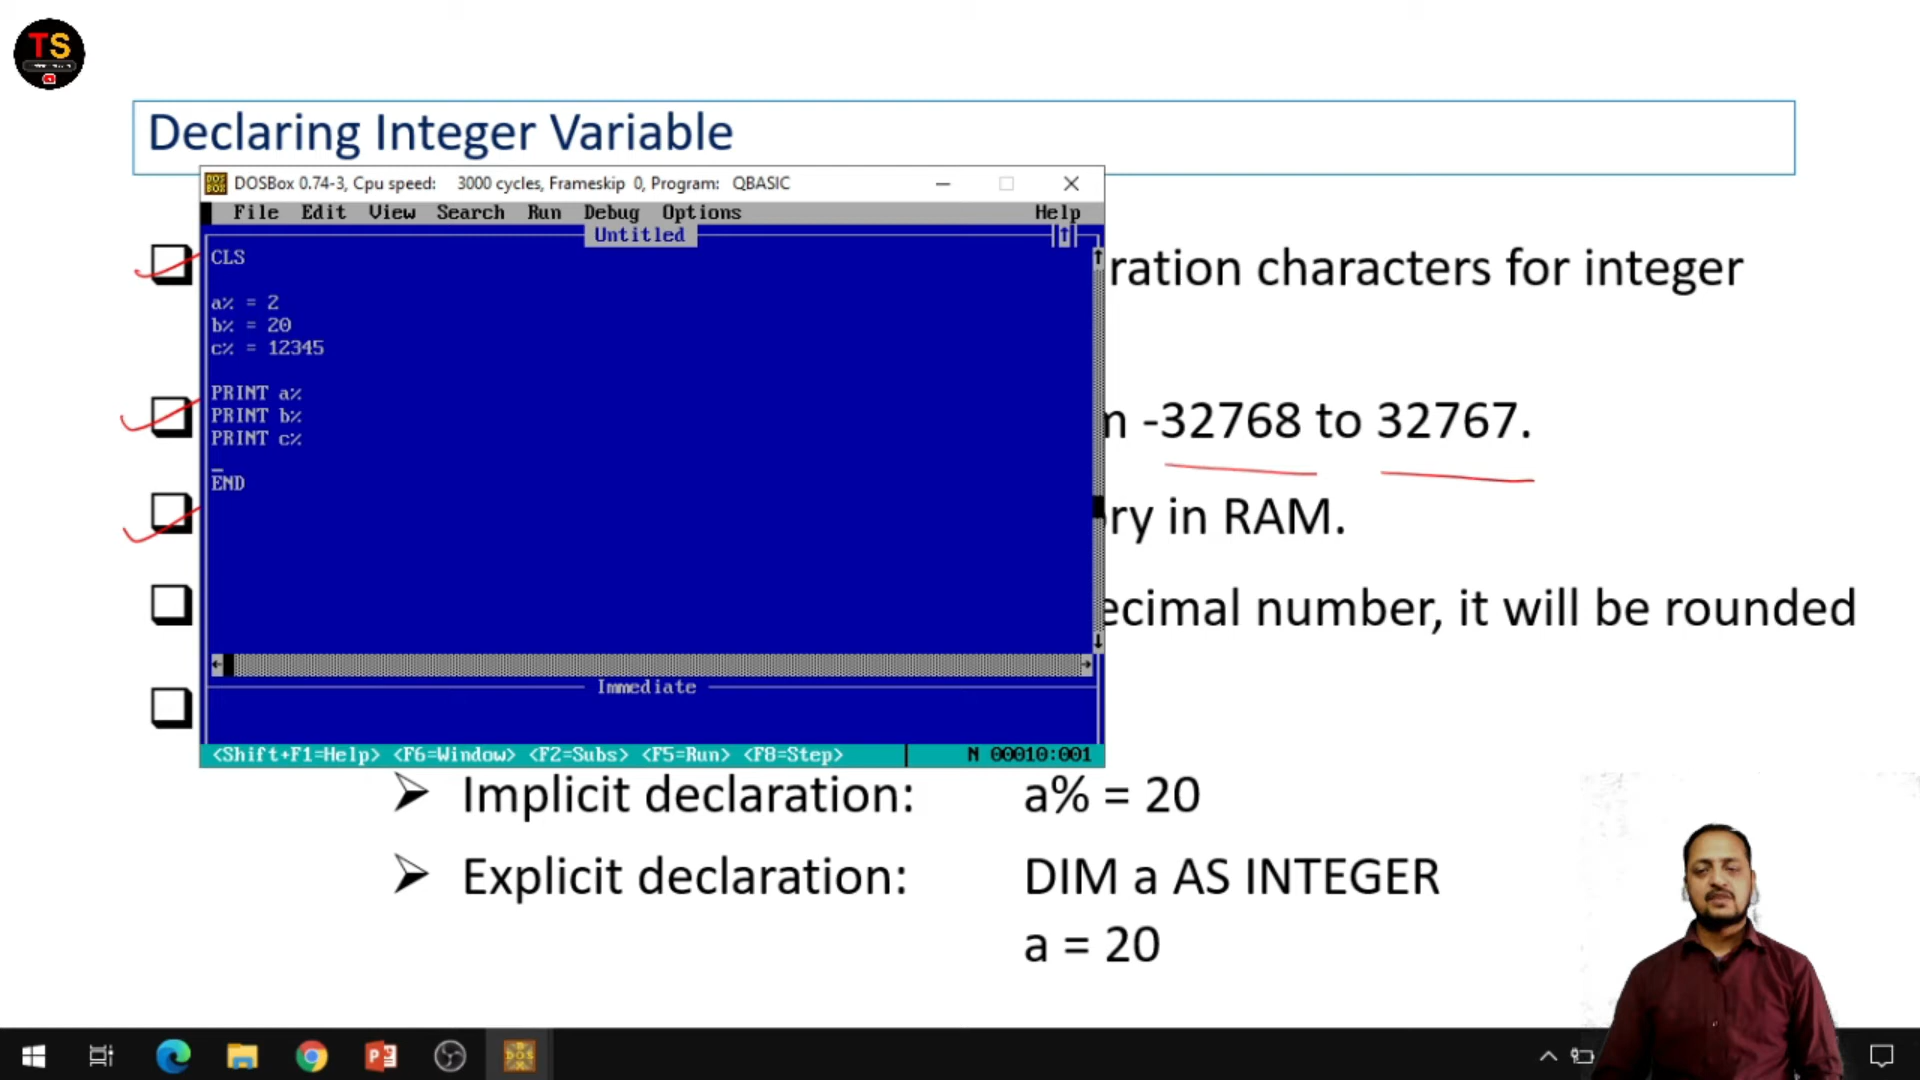 TS
Declaring Integer Variable
DOSBox 0.74-3, Cpu speed: 3000 cycles, Frameskip 0, Program: QBASIC
File Edit View Search Run Debug Options Help
Untitled
CLS
ration characters for integer
a% = 2
b% = 20
c% = 12345
PRINT a%
PRINT b%
PRINT c%
-32768 to 32767.
END
ry in RAM.
ecimal number, it will be rounded
Immediate
<Shift+F1=Help> <F6=Window> <F2=Subs> <F5=Run> <F8=Step> N 00010:001
Implicit declaration: a% = 20
Explicit declaration: DIM a AS INTEGER
a = 20